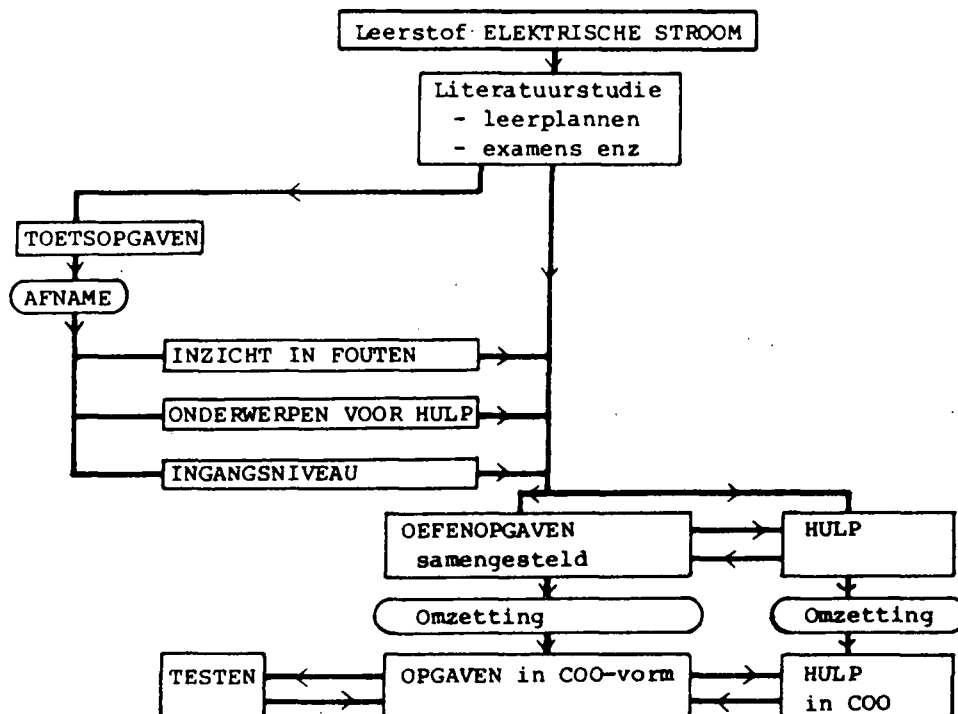 Leerstof ELEKTRISCHE STROOM
Literatuurstudie
- leerplannen
- examens enz
TOETSOPGAVEN
AFNAME
INZICHT IN FOUTEN
ONDERWERPEN VOOR HULP
INGANGSNIVEAU
OEFENOPGAVEN
samengesteld
HULP
Omzetting
Omzetting
TESTEN
OPGAVEN in COO-vorm
HULP
in COO